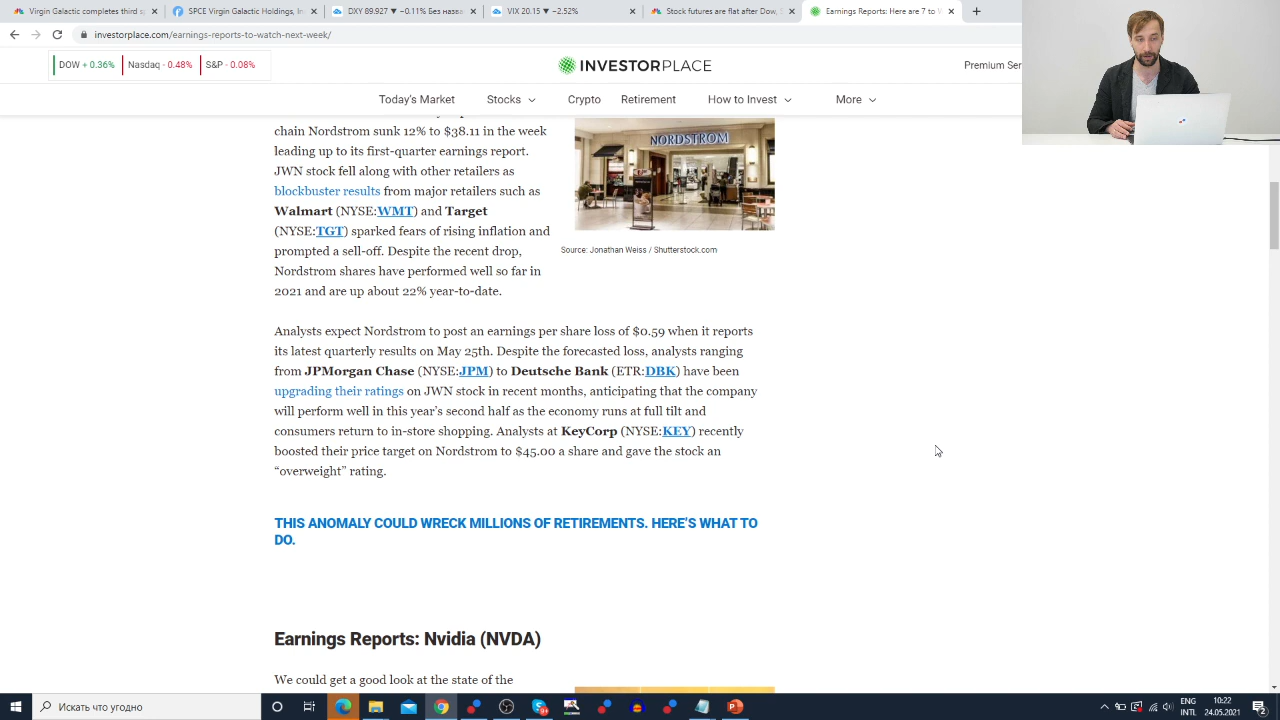 Virgin Galactic completes third s
SPCE Virgin Galactic Holdings, In
DXY 89.927 ▼ −0.11% Без назва
VIX 20.15 ▼ −2.52%
Stock futures are flat after Dow, S
Earnings Reports: Here are 7 to W
investorplace.com/earnings-reports-to-watch-next-week/
DOW + 0.36% Nasdaq - 0.48% S&P - 0.08%
INVESTORPLACE
Premium Ser
Today's Market Stocks Crypto Retirement How to Invest More
chain Nordstrom sunk 12% to $38.11 in the week
leading up to its first-quarter earnings report.
JWN stock fell along with other retailers as
blockbuster results from major retailers such as
Walmart (NYSE:WMT) and Target
(NYSE:TGT) sparked fears of rising inflation and
prompted a sell-off. Despite the recent drop,
Nordstrom shares have performed well so far in
2021 and are up about 22% year-to-date.
NORDSTROM
Source: Jonathan Weiss / Shutterstock.com
Analysts expect Nordstrom to post an earnings per share loss of $0.59 when it reports
its latest quarterly results on May 25th. Despite the forecasted loss, analysts ranging
from JPMorgan Chase (NYSE:JPM) to Deutsche Bank (ETR:DBK) have been
upgrading their ratings on JWN stock in recent months, anticipating that the company
will perform well in this year's second half as the economy runs at full tilt and
consumers return to in-store shopping. Analysts at KeyCorp (NYSE:KEY) recently
boosted their price target on Nordstrom to $45.00 a share and gave the stock an
“overweight” rating.
THIS ANOMALY COULD WRECK MILLIONS OF RETIREMENTS. HERE'S WHAT TO
DO.
Earnings Reports: Nvidia (NVDA)
We could get a good look at the state of the
Искать что угодно
ENG
INTL
10:22
24.05.2021
2